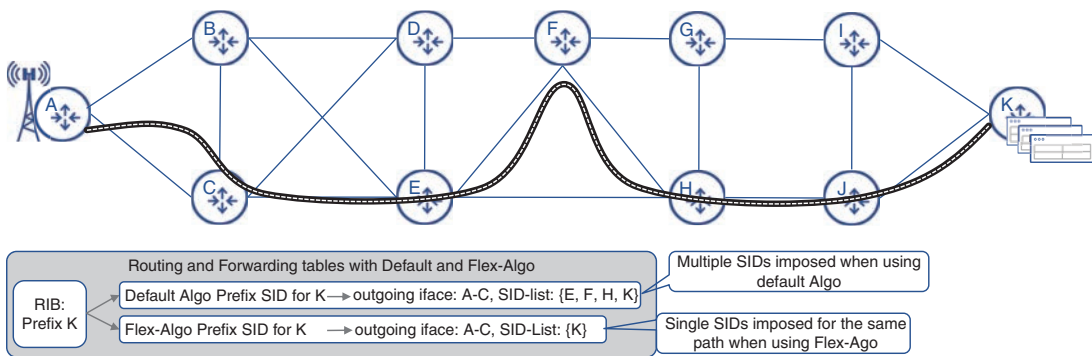 B
D
F
G
I
A
K
C
E
H
J
Routing and Forwarding tables with Default and Flex-Algo
RIB:
Prefix K
Default Algo Prefix SID for K
outgoing iface: A-C, SID-list: {E, F, H, K}
Flex-Algo Prefix SID for K
outgoing iface: A-C, SID-List: {K}
Multiple SIDs imposed when using
default Algo
Single SIDs imposed for the same
path when using Flex-Ago